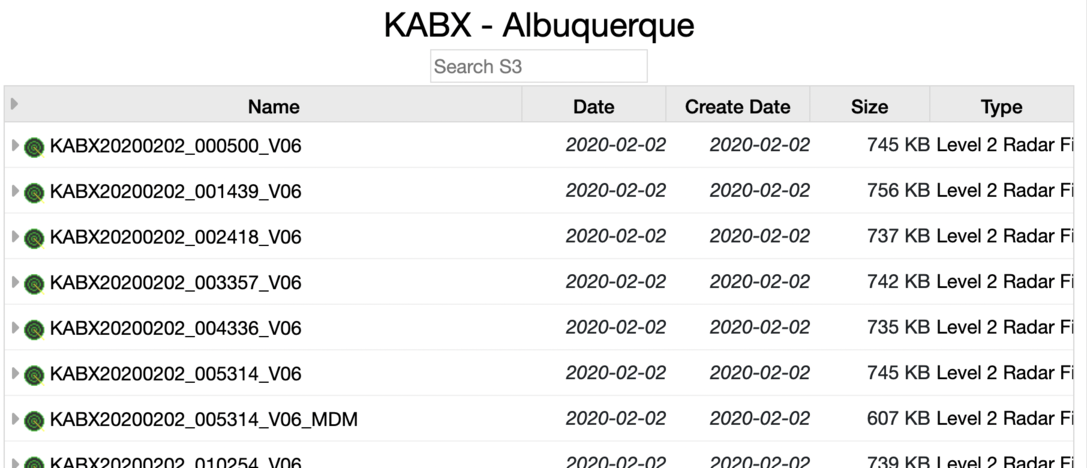 KABX - Albuquerque
Search S3
Name Date Create Date Size Type
KABX20200202_000500_V06 2020-02-02 2020-02-02 745 KB Level 2 Radar Fi
KABX20200202_001439_V06 2020-02-02 2020-02-02 756 KB Level 2 Radar Fi
KABX20200202_002418_V06 2020-02-02 2020-02-02 737 KB Level 2 Radar Fi
KABX20200202_003357_V06 2020-02-02 2020-02-02 742 KB Level 2 Radar Fi
KABX20200202_004336_V06 2020-02-02 2020-02-02 735 KB Level 2 Radar Fi
KABX20200202_005314_V06 2020-02-02 2020-02-02 745 KB Level 2 Radar Fi
KABX20200202_005314_V06_MDM 2020-02-02 2020-02-02 607 KB Level 2 Radar Fi
KABX20200202_010254_V06 2020-02-02 2020-02-02 739 KB Level 2 Radar Fi